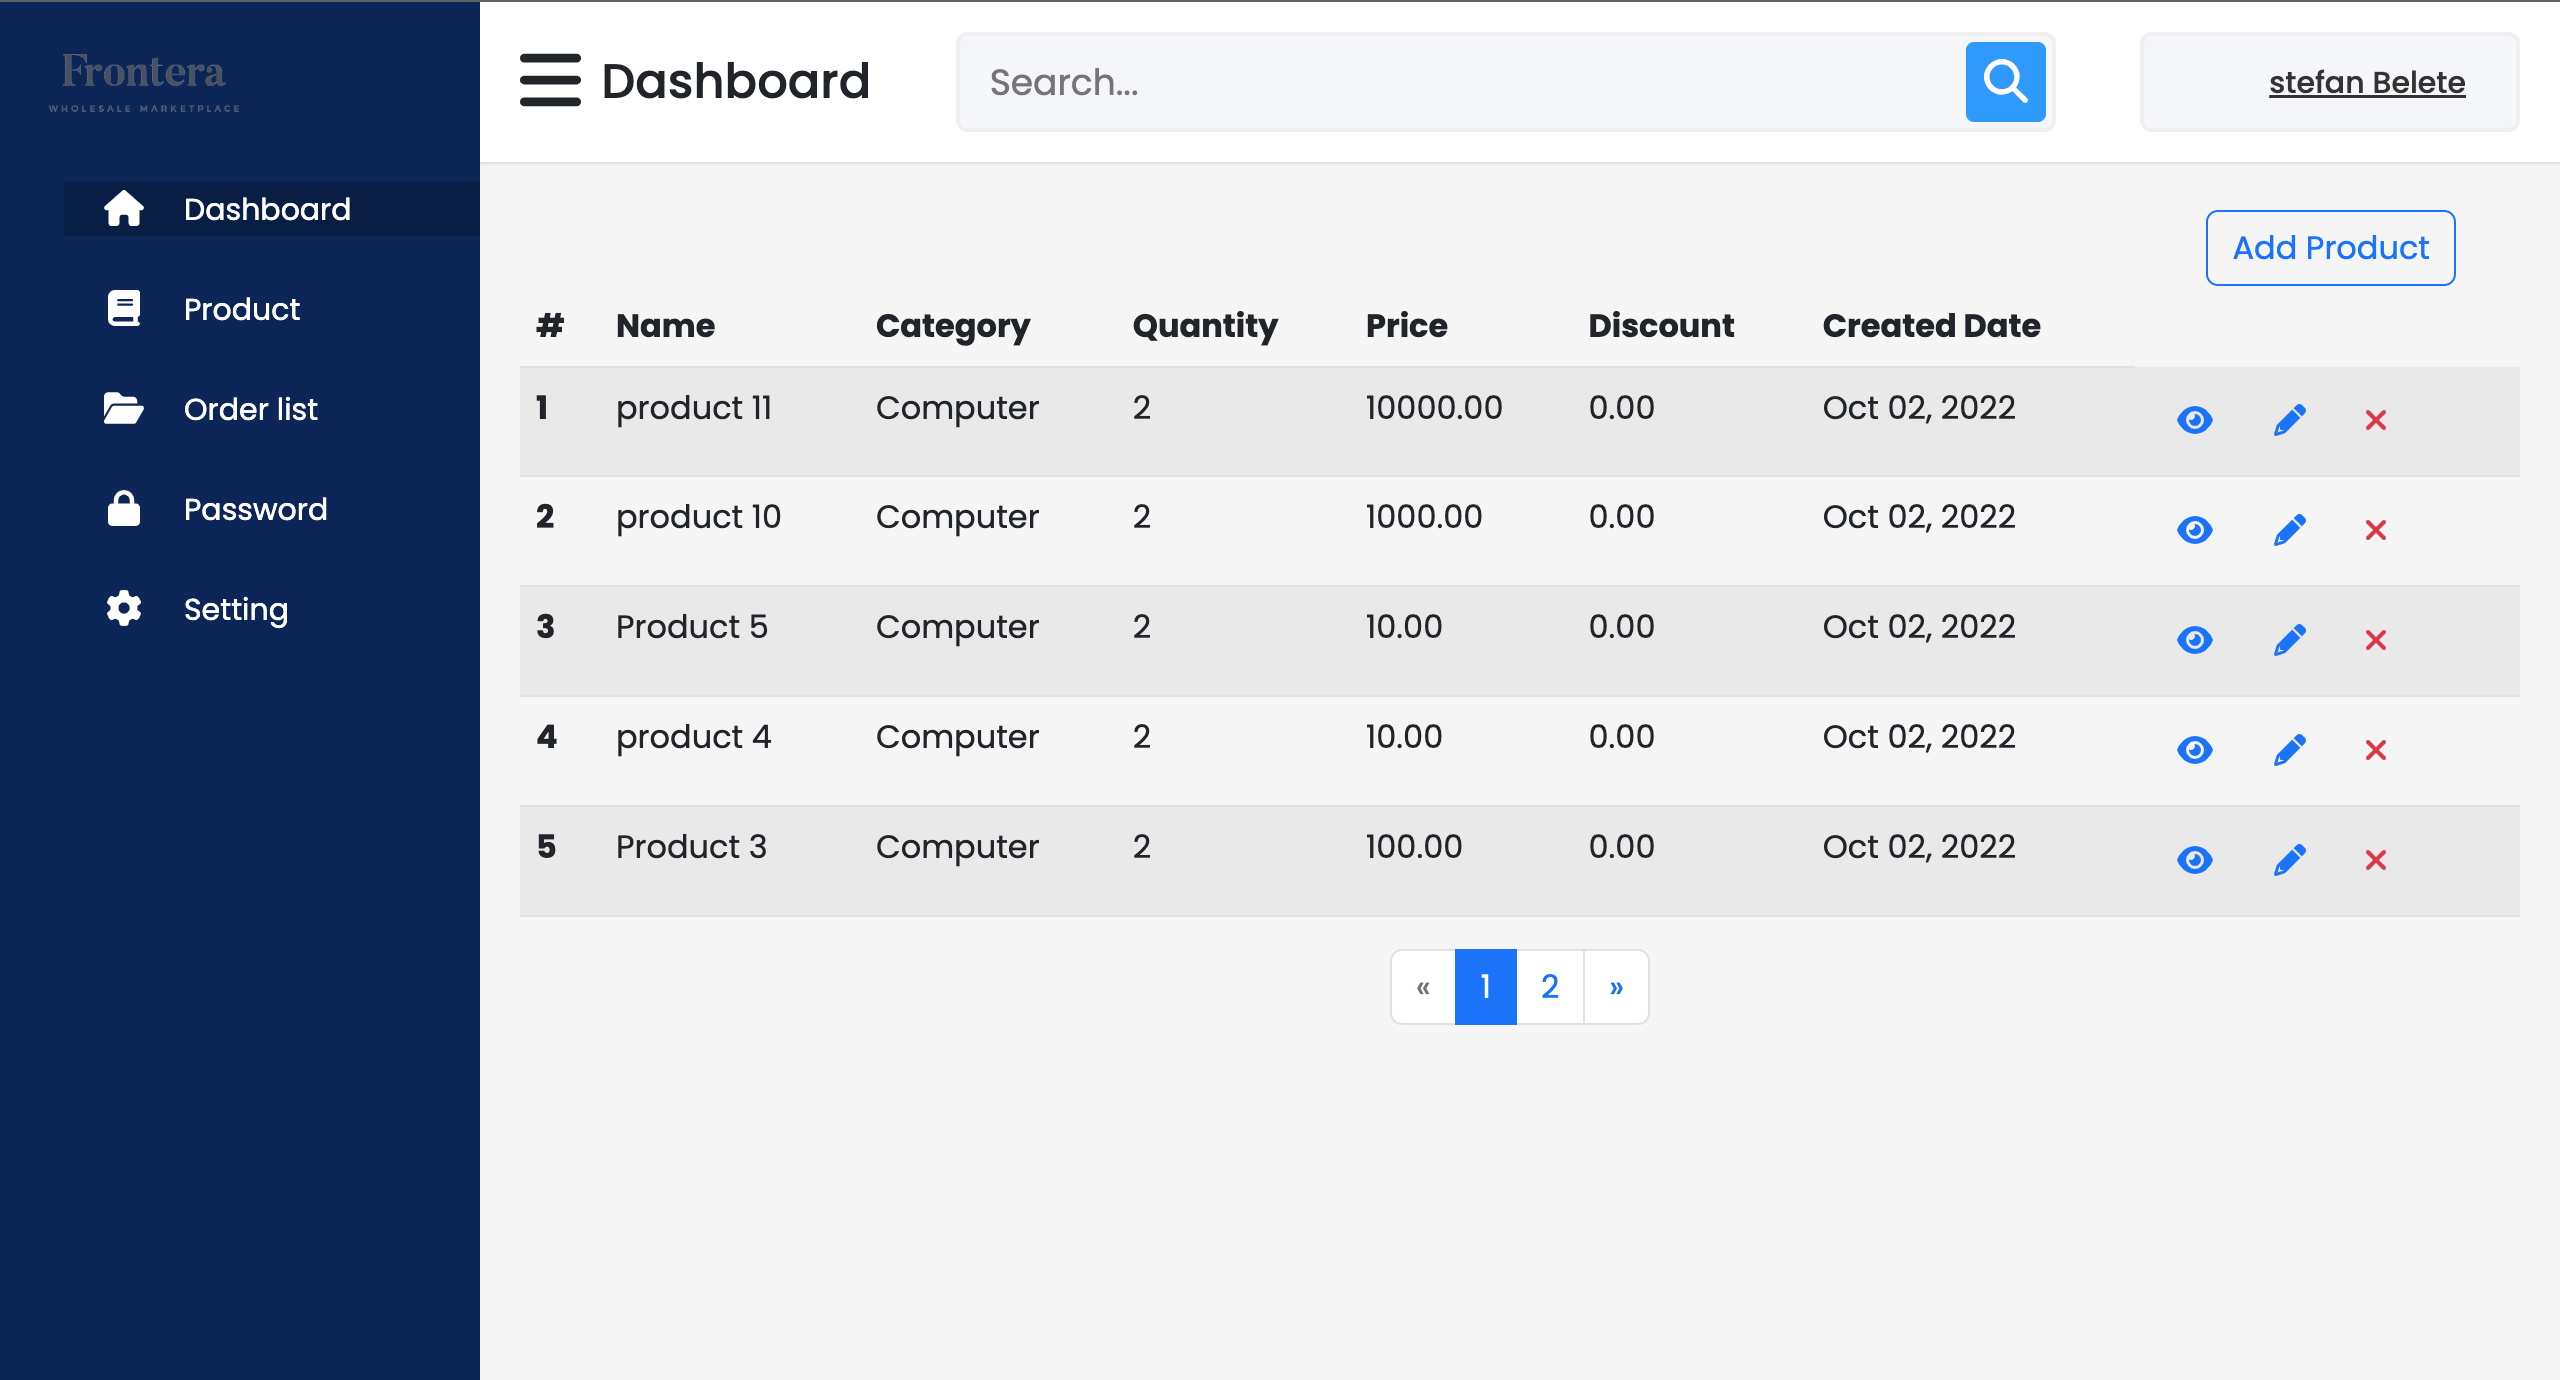 Frontera
WHOLESALE MARKETPLACE
Dashboard
Product
Order list
Password
Setting
Dashboard
Search...
stefan Belete
Add Product
# Name Category Quantity Price Discount Created Date
1 product 11 Computer 2 10000.00 0.00 Oct 02, 2022
2 product 10 Computer 2 1000.00 0.00 Oct 02, 2022
3 Product 5 Computer 2 10.00 0.00 Oct 02, 2022
4 product 4 Computer 2 10.00 0.00 Oct 02, 2022
5 Product 3 Computer 2 100.00 0.00 Oct 02, 2022
« 1 2 »